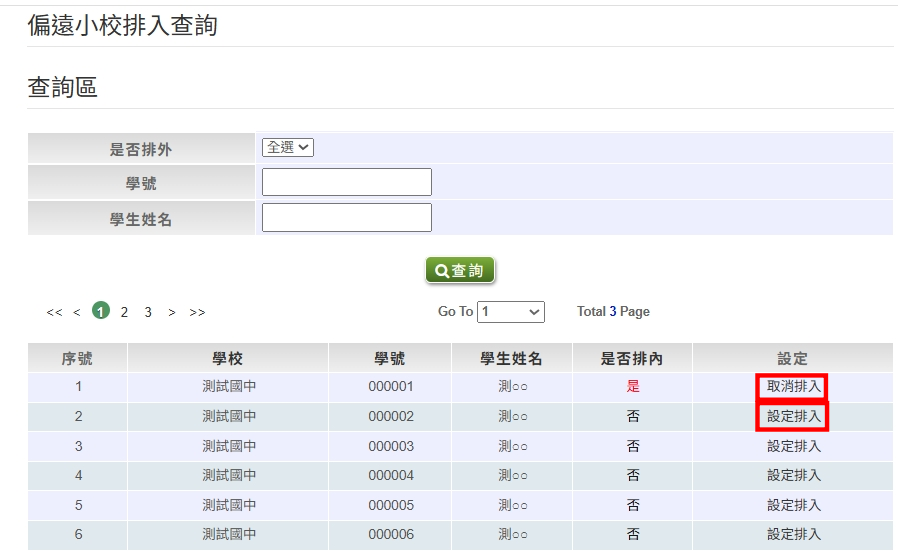 偏遠小校排入查詢
查詢區
是否排外 全選
學號
學生姓名
查詢
<< < 1 2 3 > >> Go To 1 Total 3 Page
序號 學校 學號 學生姓名 是否排內 設定
1 測試國中 000001 測○○ 是 取消排入
2 測試國中 000002 測○○ 否 設定排入
3 測試國中 000003 測○○ 否 設定排入
4 測試國中 000004 測○○ 否 設定排入
5 測試國中 000005 測○○ 否 設定排入
6 測試國中 000006 測○○ 否 設定排入